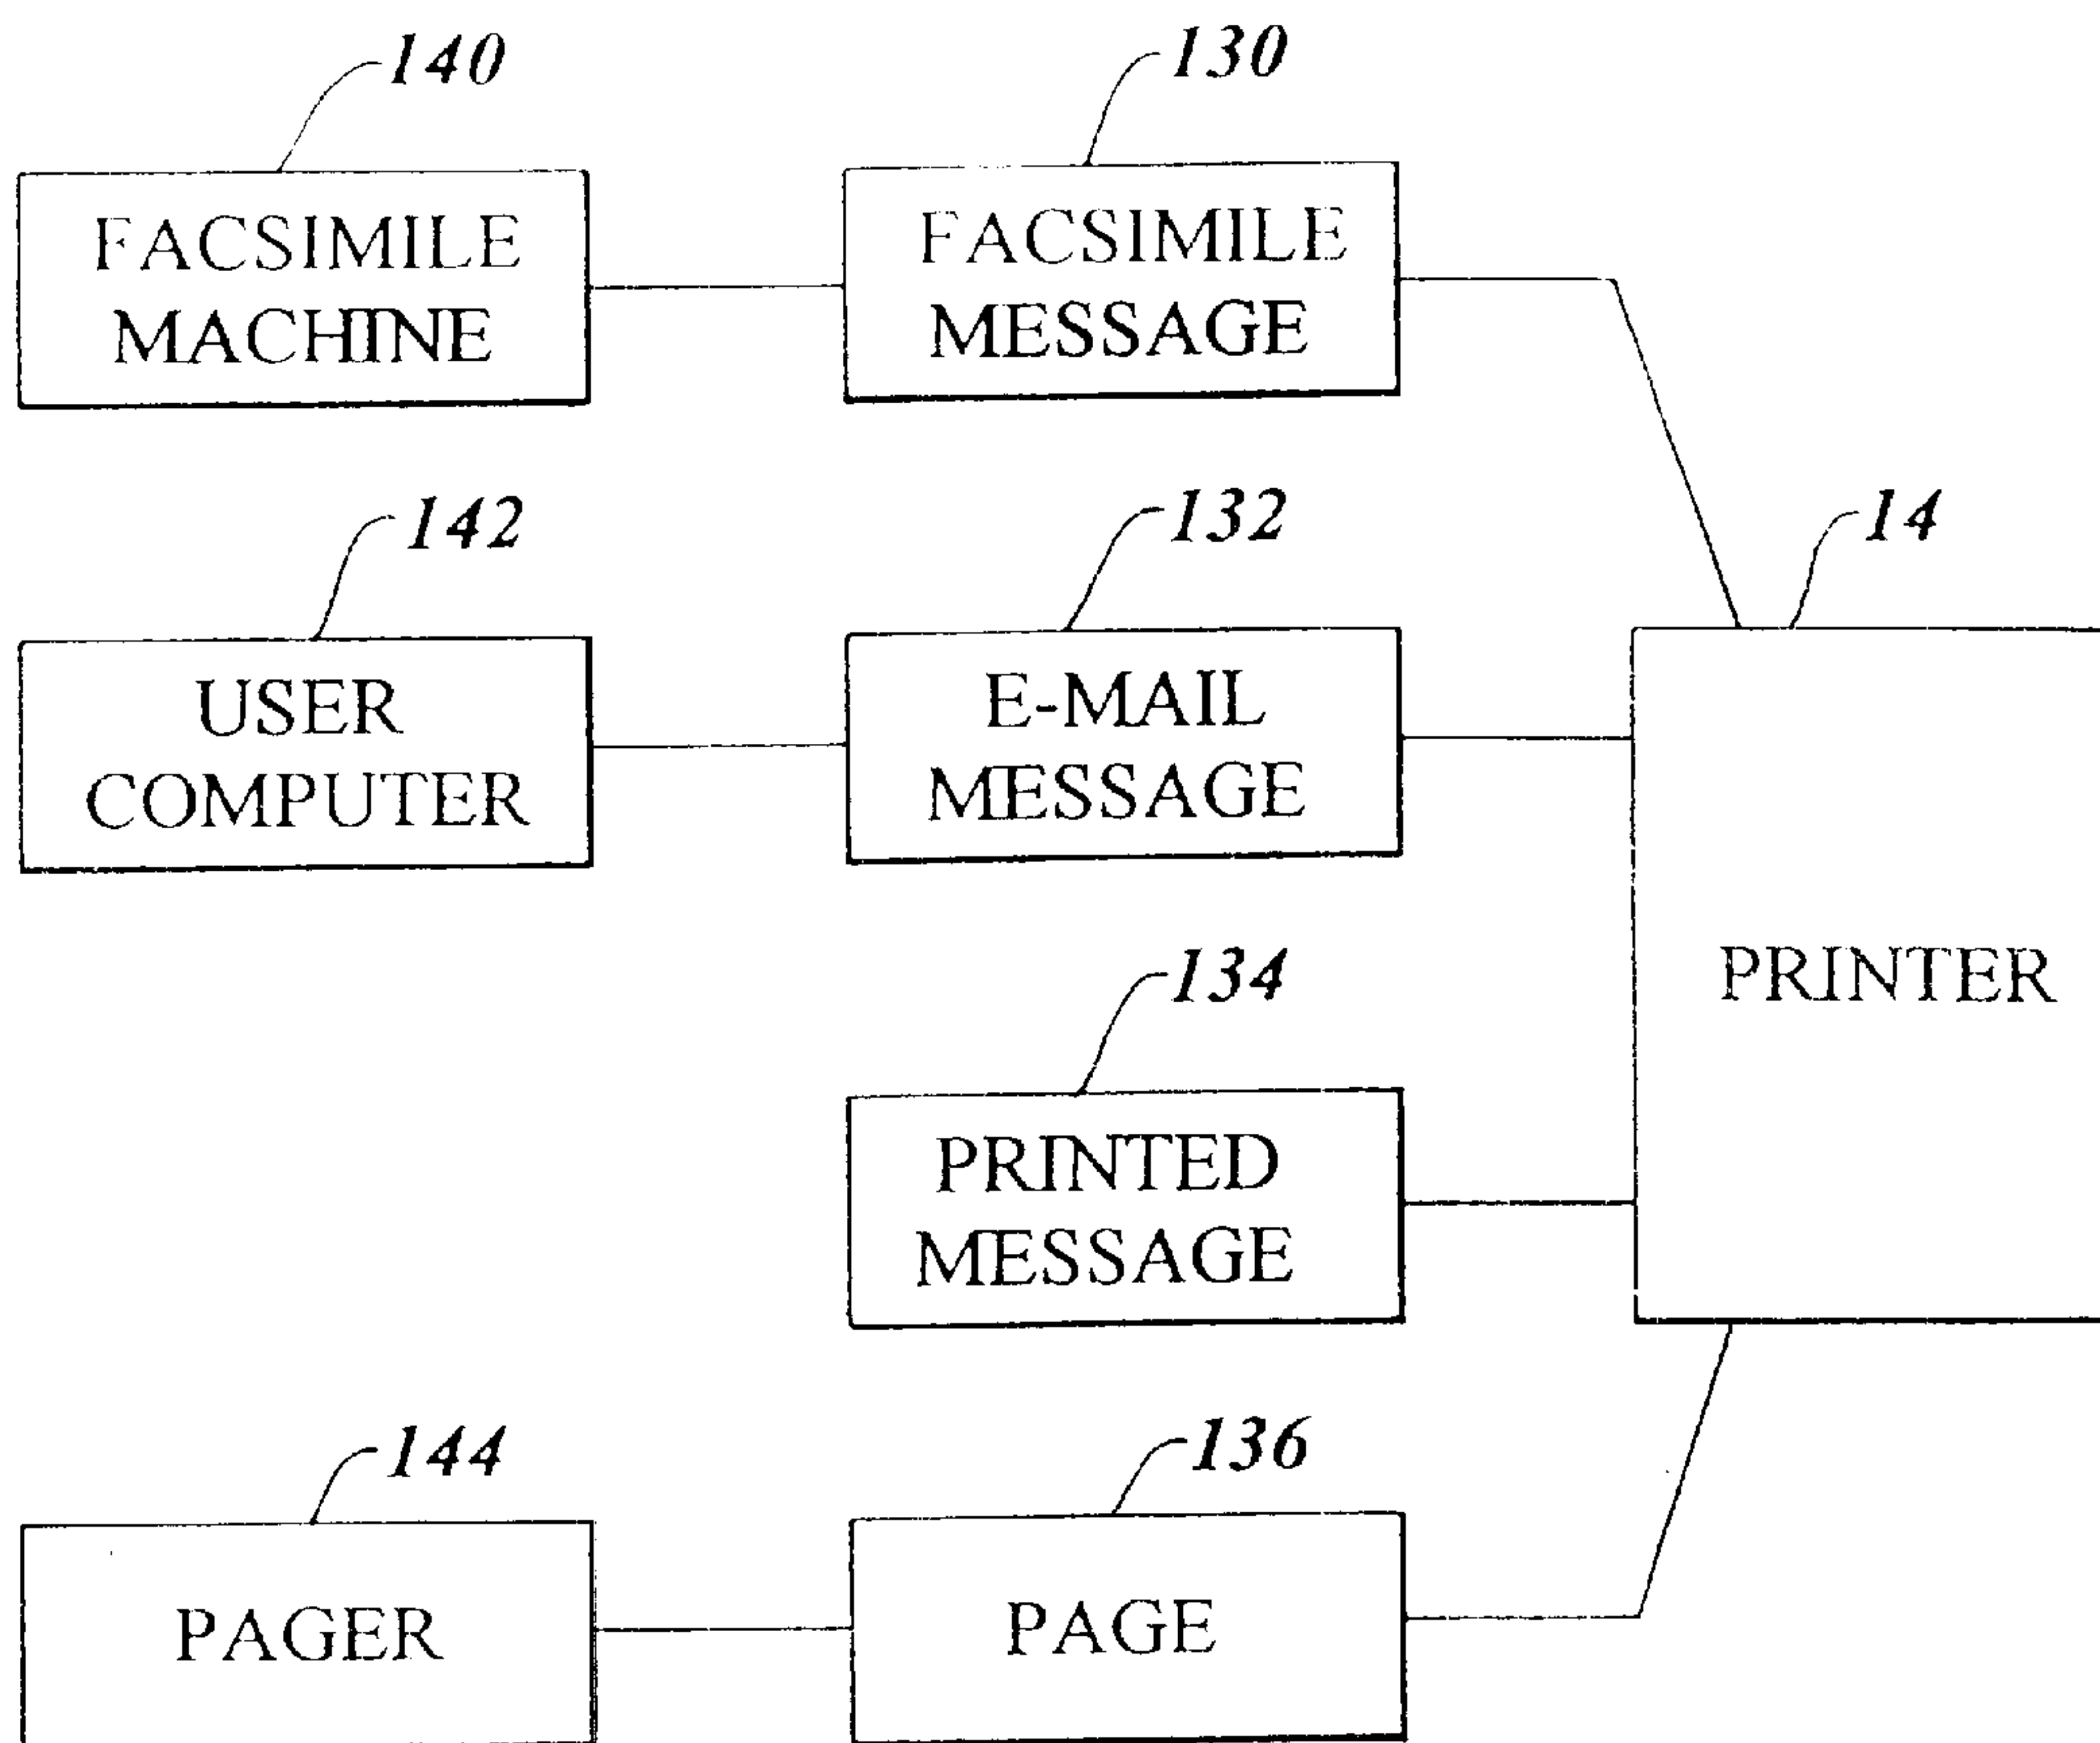 140
130
FACSIMILE
MACHINE
FACSIMILE
MESSAGE
142
132
14
USER
COMPUTER
E-MAIL
MESSAGE
PRINTER
134
PRINTED
MESSAGE
144
136
PAGER
PAGE